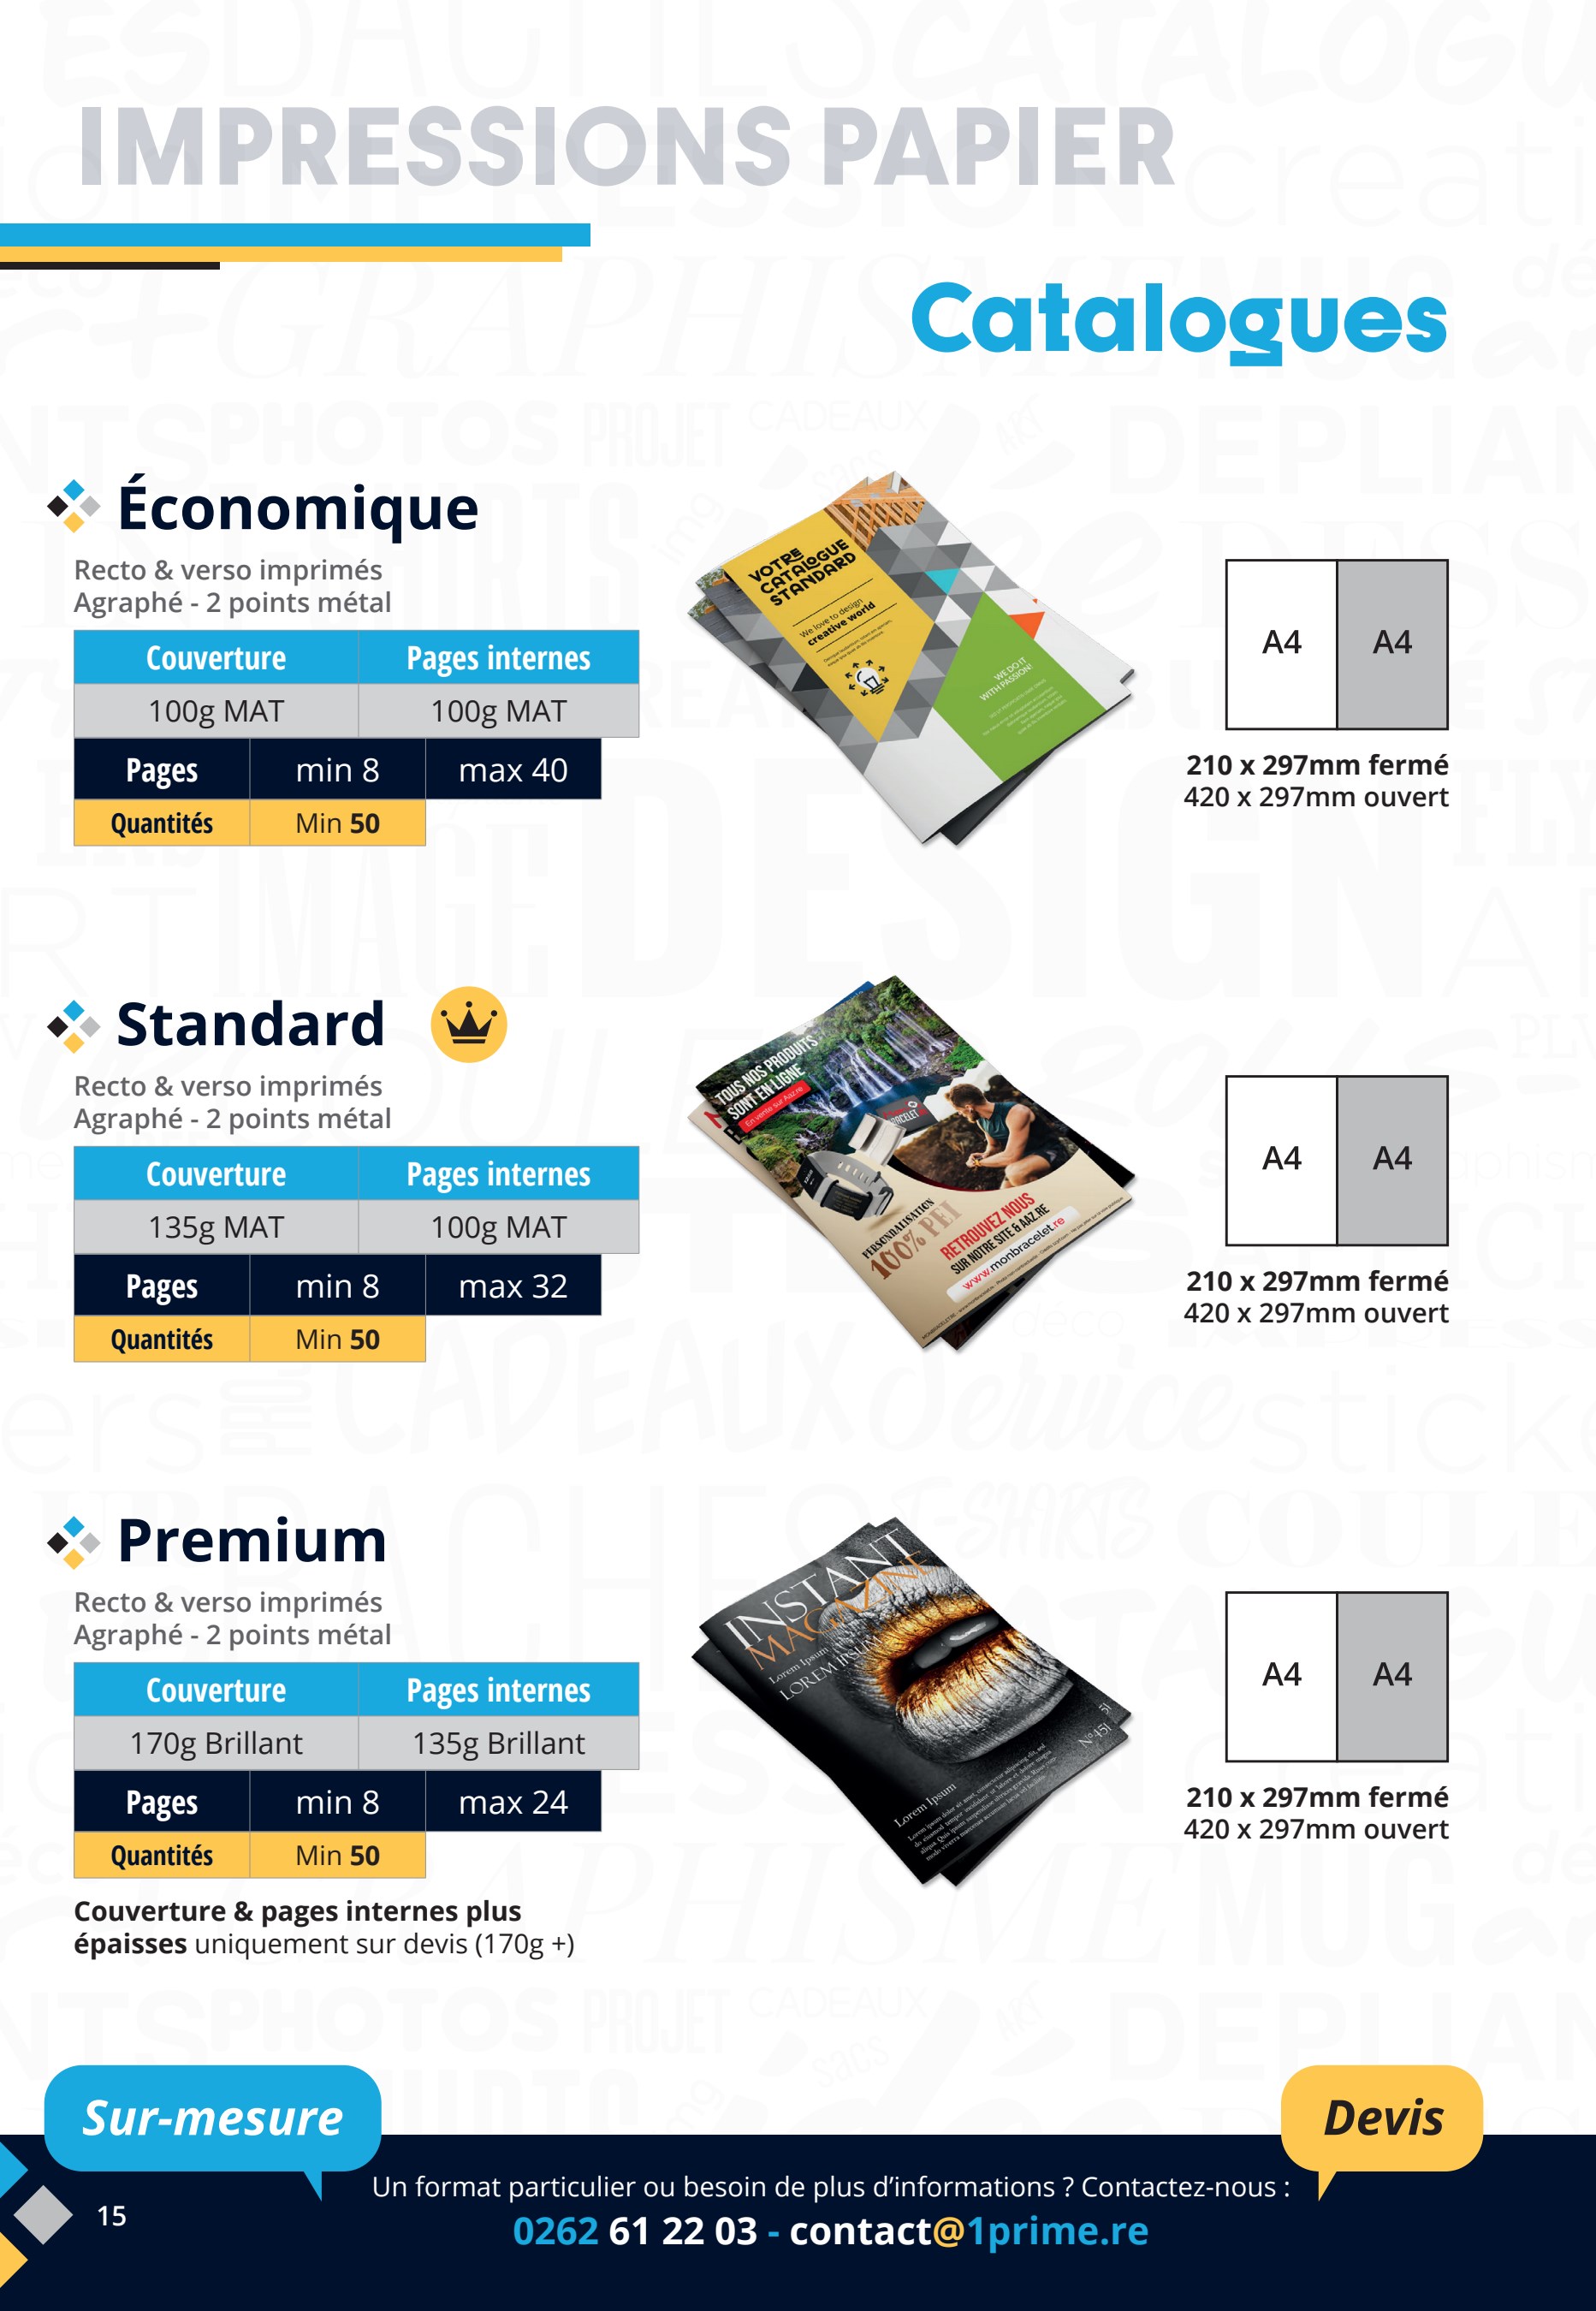 IMPRESSIONS PAPIER
Catalogues
Économique
Recto & verso imprimés
Agraphé - 2 points métal
Couverture Pages internes
100g MAT 100g MAT
Pages min 8 max 40
Quantités Min 50
VOTRE
CATALOGUE
STANDARD
We love to design
creative world
WE DO IT
WITH PASSION!
A4 A4
210 x 297mm fermé
420 x 297mm ouvert
Standard
Recto & verso imprimés
Agraphé - 2 points métal
Couverture Pages internes
135g MAT 100g MAT
Pages min 8 max 32
Quantités Min 50
TOUS NOS PRODUITS
SONT EN LIGNE
En vente sur Aaz.re
PERSONNALISATION
100% PEI
RETROUVEZ NOUS
SUR NOTRE SITE & AAZ.RE
www.monbracelet.re
A4 A4
210 x 297mm fermé
420 x 297mm ouvert
Premium
Recto & verso imprimés
Agraphé - 2 points métal
Couverture Pages internes
170g Brillant 135g Brillant
Pages min 8 max 24
Quantités Min 50
Couverture & pages internes plus
épaisses uniquement sur devis (170g +)
INSTANT
MAGAZINE
Lorem Ipsum
LOREM IPSUM
N°451
Lorem Ipsum
A4 A4
210 x 297mm fermé
420 x 297mm ouvert
Sur-mesure
Devis
Un format particulier ou besoin de plus d’informations ? Contactez-nous :
0262 61 22 03 - contact@1prime.re
15